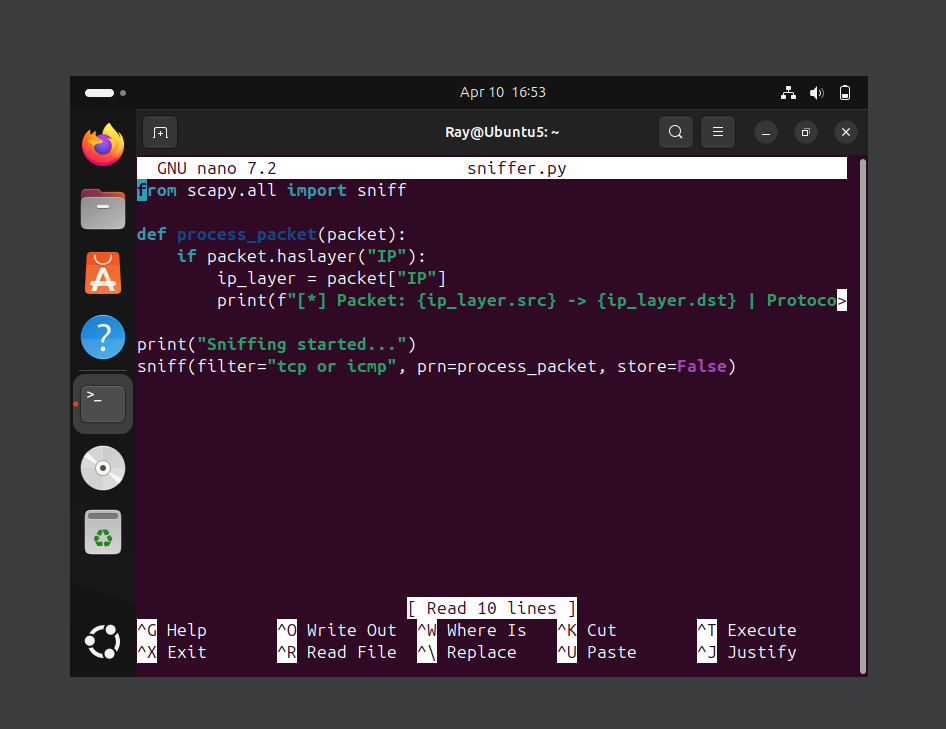 Apr 10 16:53
Ray@Ubuntu5: ~
GNU nano 7.2 sniffer.py
from scapy.all import sniff
def process_packet(packet):
    if packet.haslayer("IP"):
        ip_layer = packet["IP"]
        print(f"[*] Packet: {ip_layer.src} -> {ip_layer.dst} | Protoco>
print("Sniffing started...")
sniff(filter="tcp or icmp", prn=process_packet, store=False)
[ Read 10 lines ]
^G Help ^O Write Out ^W Where Is ^K Cut ^T Execute
^X Exit ^R Read File ^\ Replace ^U Paste ^J Justify